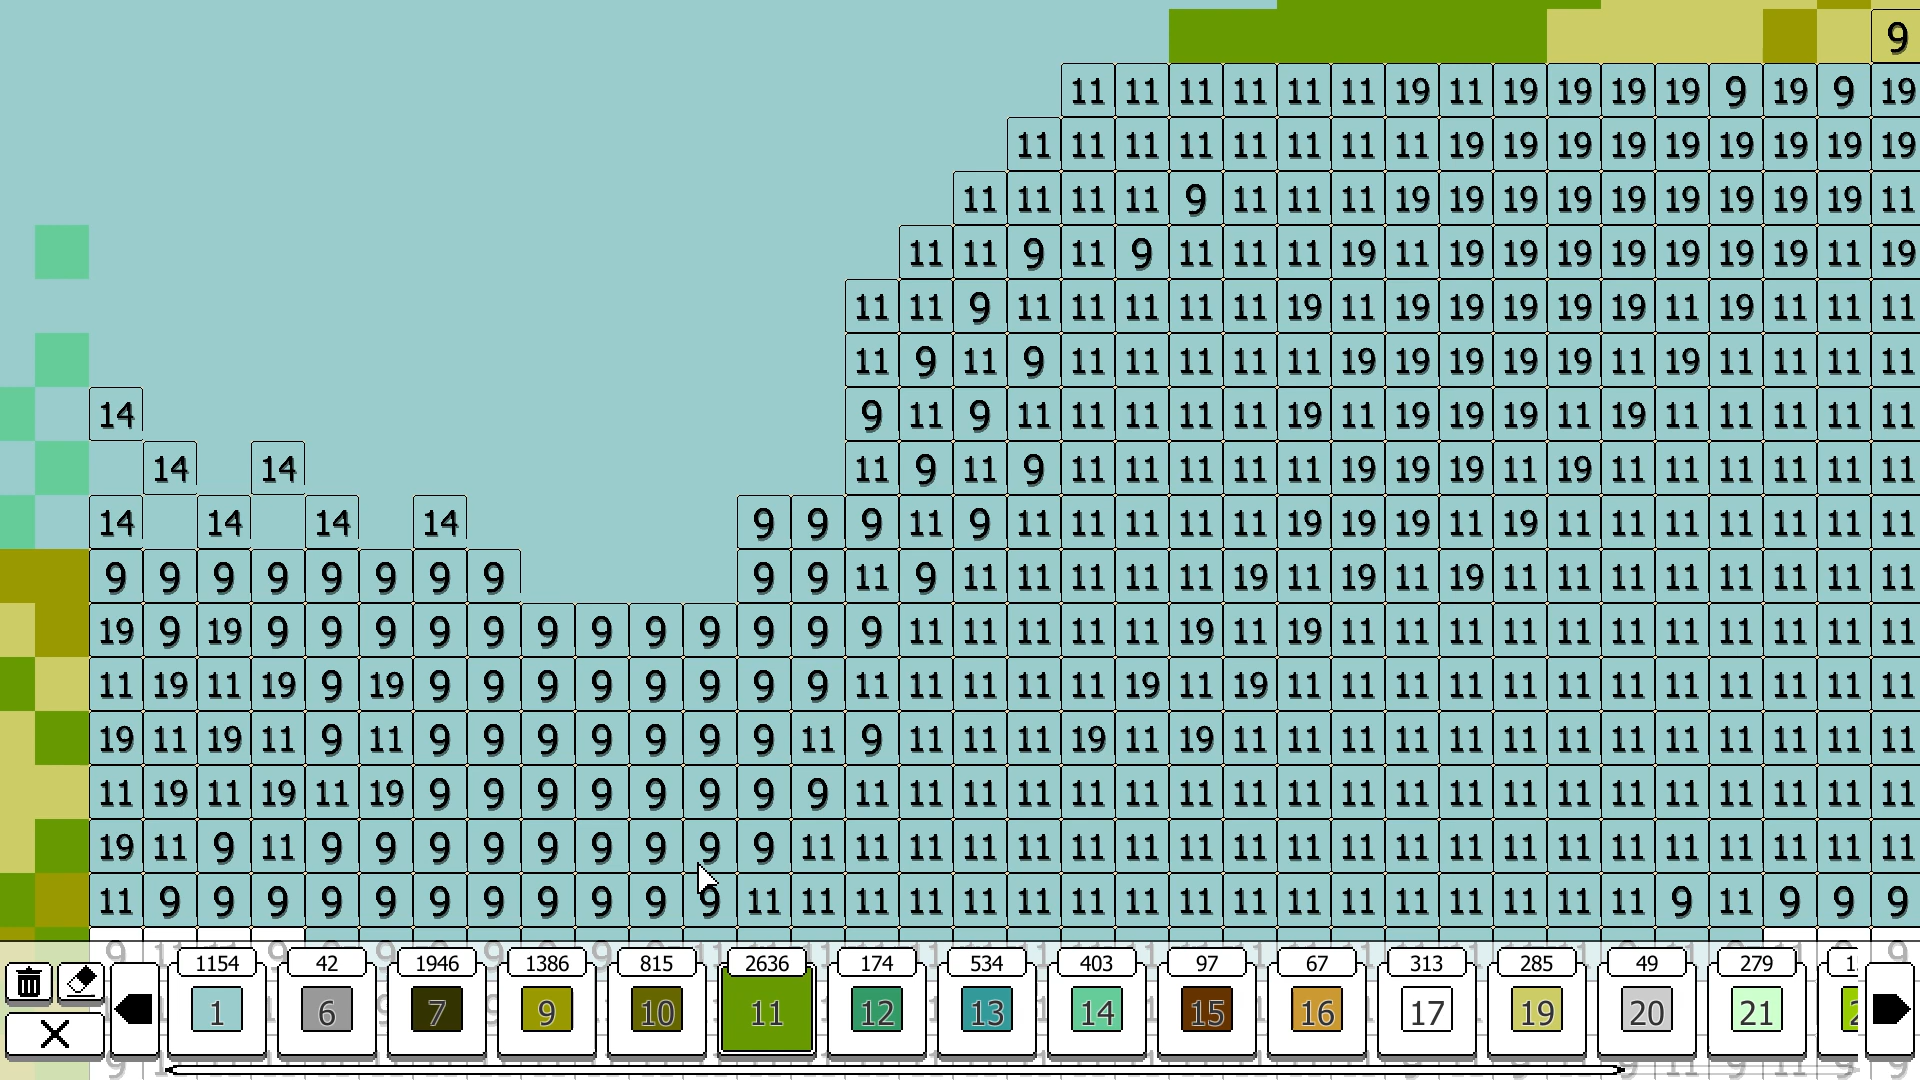 9
11 11 11 11 11 11 19 11 19 19 19 19 9 19 9 19
11 11 11 11 11 11 11 11 19 19 19 19 19 19 19 19 19
11 11 11 11 9 11 11 11 19 19 19 19 19 19 19 19 19 11
11 11 9 11 9 11 11 11 19 11 19 19 19 19 19 19 19 11 19
11 11 9 11 11 11 11 11 19 11 19 19 19 19 19 11 19 11 11 11
11 9 11 9 11 11 11 11 11 19 19 19 19 19 11 19 11 11 11 11
14 9 11 9 11 11 11 11 11 19 11 19 19 19 11 19 11 11 11 11 11
14 14 11 9 11 9 11 11 11 11 11 19 19 19 11 19 11 11 11 11 11 11
14 14 14 14 9 9 9 11 9 11 11 11 11 11 19 19 19 11 19 11 11 11 11 11 11 11
9 9 9 9 9 9 9 9 9 9 11 9 11 11 11 11 11 19 11 19 11 19 11 11 11 11 11 11 11 11
19 9 19 9 9 9 9 9 9 9 9 9 9 9 9 11 11 11 11 11 19 11 19 11 11 11 11 11 11 11 11 11 11 11
11 19 11 19 9 19 9 9 9 9 9 9 9 9 11 11 11 11 11 19 11 19 11 11 11 11 11 11 11 11 11 11 11 11
19 11 19 11 9 11 9 9 9 9 9 9 9 11 9 11 11 11 19 11 19 11 11 11 11 11 11 11 11 11 11 11 11 11
11 19 11 19 11 19 9 9 9 9 9 9 9 9 11 11 11 11 11 11 11 11 11 11 11 11 11 11 11 11 11 11 11 11
19 11 9 11 9 9 9 9 9 9 9 9 9 11 11 11 11 11 11 11 11 11 11 11 11 11 11 11 11 11 11 11 11 11
11 9 9 9 9 9 9 9 9 9 9 9 11 11 11 11 11 11 11 11 11 11 11 11 11 11 11 11 11 9 11 9 9 9
1154 42 1946 1386 815 2636 174 534 403 97 67 313 285 49 279
1 6 7 9 10 11 12 13 14 15 16 17 19 20 21